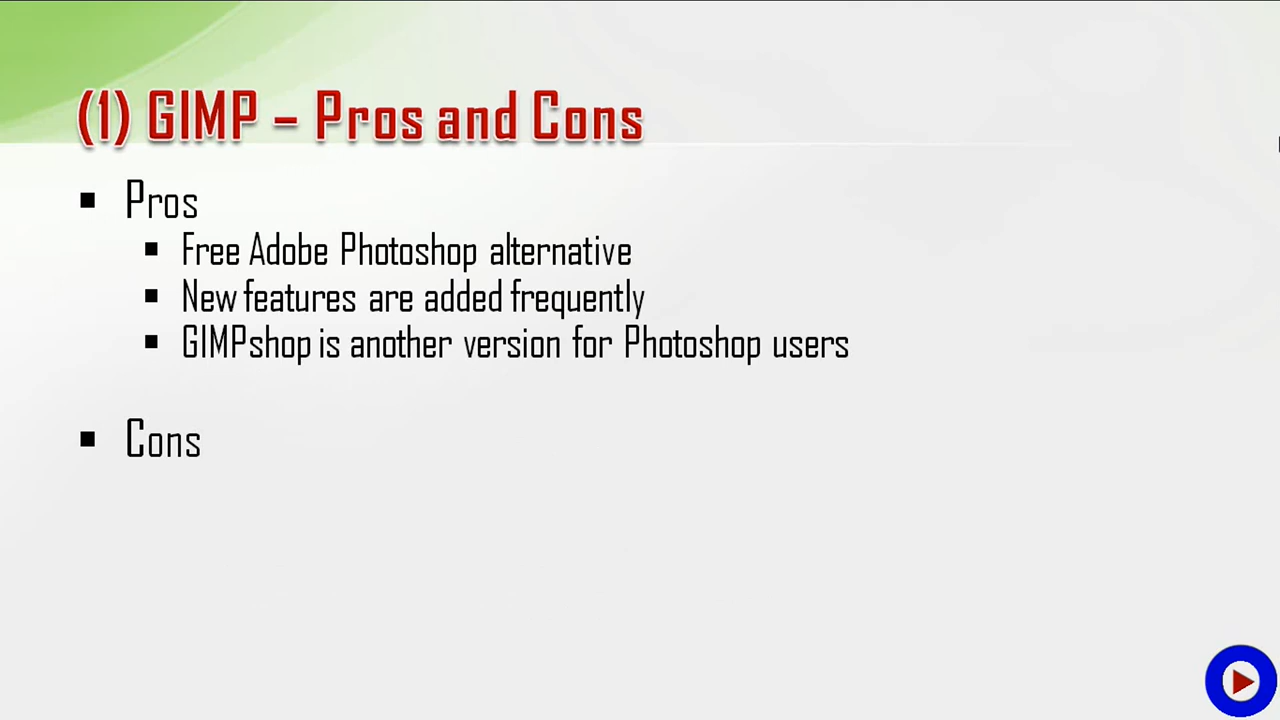 (1) GIMP – Pros and Cons
▪ Pros
▪ Free Adobe Photoshop alternative
▪ New features are added frequently
▪ GIMPshop is another version for Photoshop users
▪ Cons